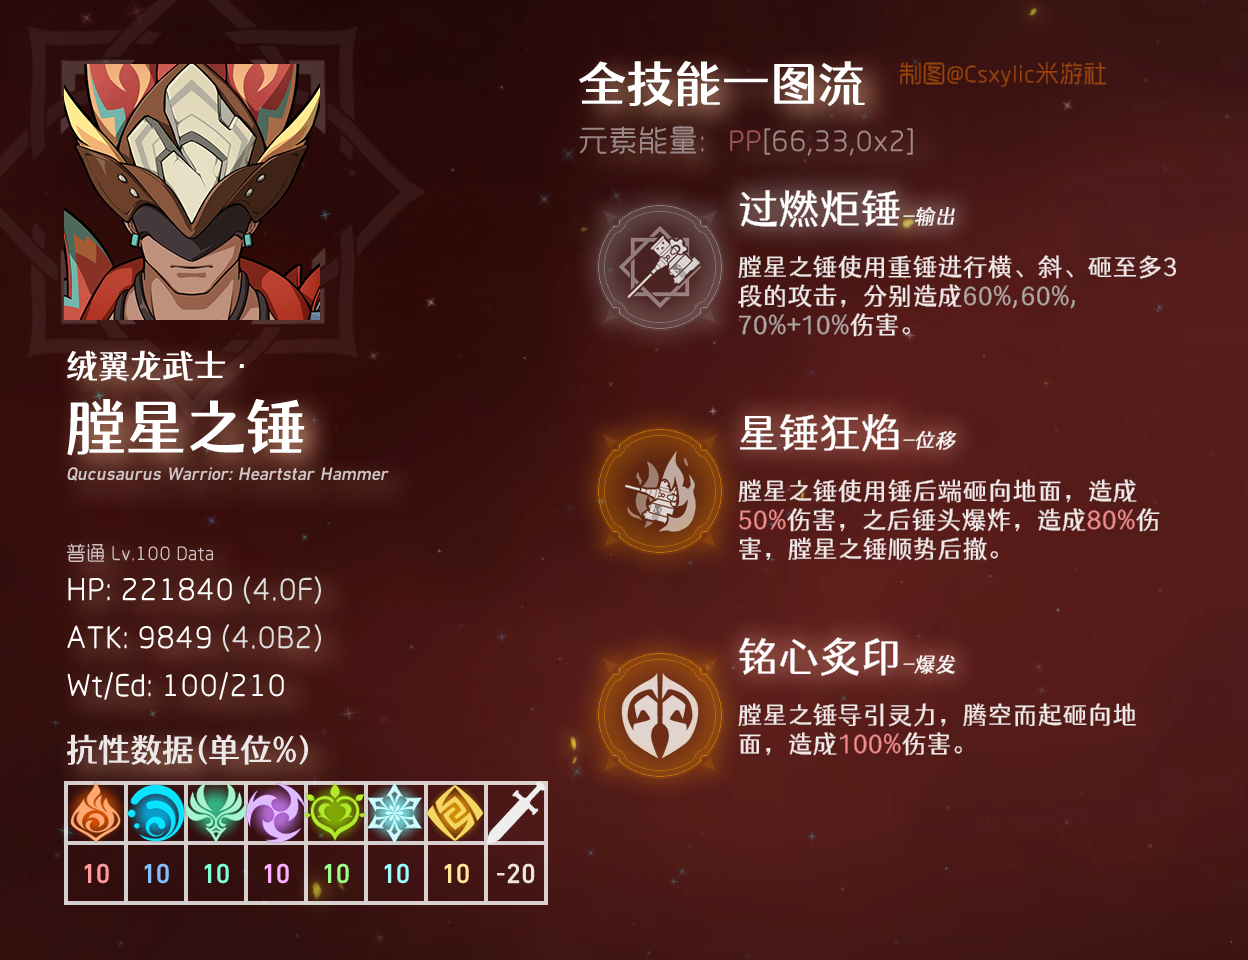 绒翼龙武士 ·
膛星之锤
Qucusaurus Warrior: Heartstar Hammer
普通 Lv.100 Data
HP: 221840 (4.0F)
ATK: 9849 (4.0B2)
Wt/Ed: 100/210
抗性数据(单位%)
10 10 10 10 10 10 10 -20
全技能一图流
制图@Csxylic米游社
元素能量: PP[66,33,0x2]
过燃炬锤-输出
膛星之锤使用重锤进行横、斜、砸至多3
段的攻击，分别造成60%,60%,
70%+10%伤害。
星锤狂焰-位移
膛星之锤使用锤后端砸向地面，造成
50%伤害，之后锤头爆炸，造成80%伤
害，膛星之锤顺势后撤。
铭心炙印-爆发
膛星之锤导引灵力，腾空而起砸向地
面，造成100%伤害。